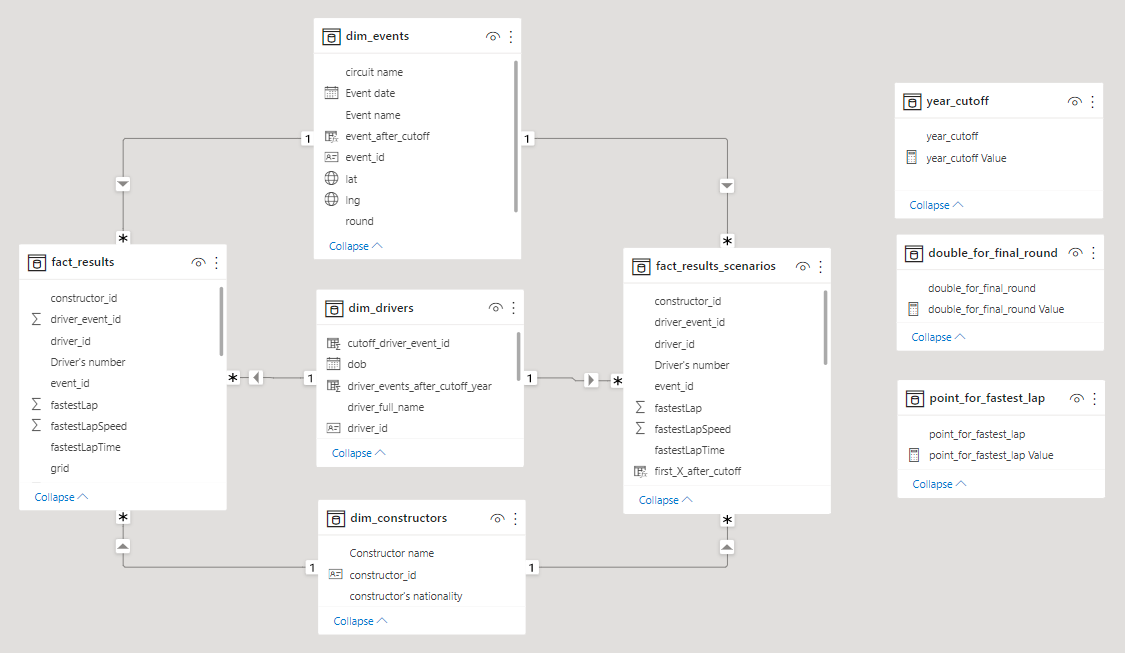 dim_events
circuit name
Event date
Event name
event_after_cutoff
event_id
lat
lng
round
Collapse
1
1
*
*
fact_results
constructor_id
driver_event_id
driver_id
Driver's number
event_id
fastestLap
fastestLapSpeed
fastestLapTime
grid
Collapse
*
*
dim_drivers
cutoff_driver_event_id
dob
driver_events_after_cutoff_year
driver_full_name
driver_id
Collapse
1
1
dim_constructors
Constructor name
constructor_id
constructor's nationality
Collapse
1
1
fact_results_scenarios
constructor_id
driver_event_id
driver_id
Driver's number
event_id
fastestLap
fastestLapSpeed
fastestLapTime
first_X_after_cutoff
Collapse
*
*
year_cutoff
year_cutoff
year_cutoff Value
Collapse
double_for_final_round
double_for_final_round
double_for_final_round Value
Collapse
point_for_fastest_lap
point_for_fastest_lap
point_for_fastest_lap Value
Collapse